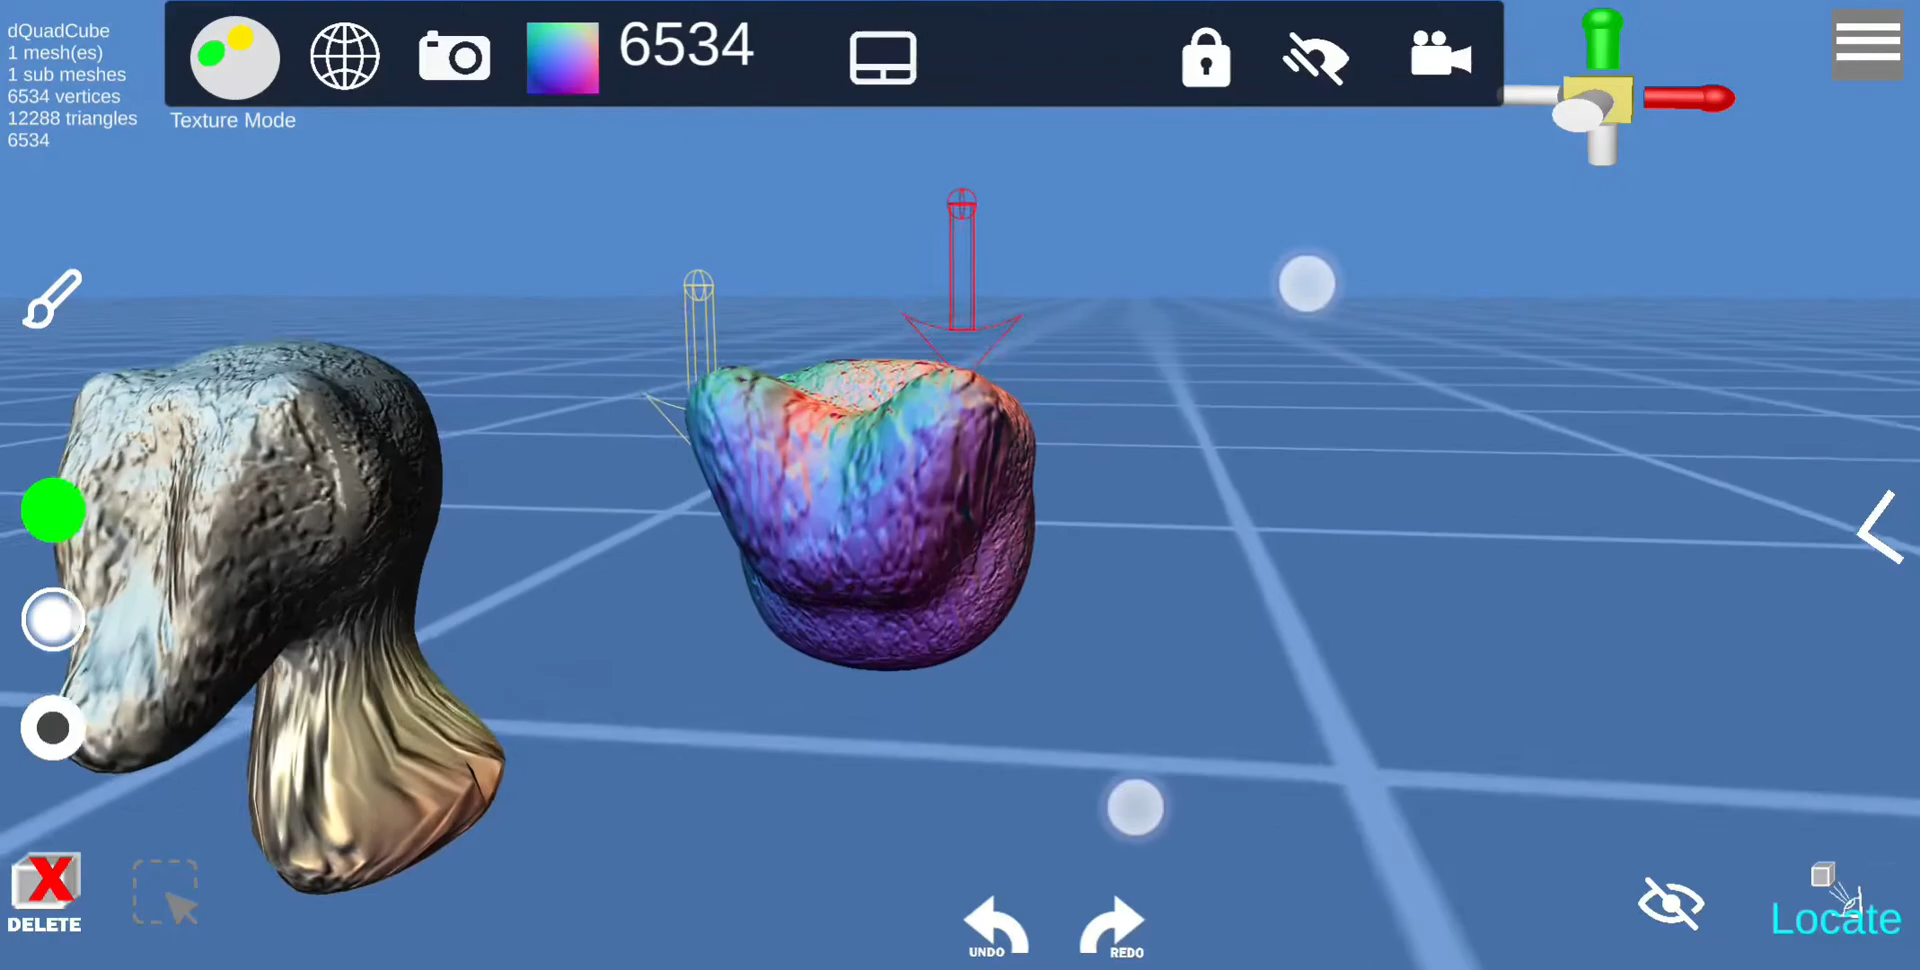 dQuadCube
1 mesh(es)
1 sub meshes
6534 vertices
12288 triangles
6534
6534
Texture Mode
X
DELETE
UNDO
REDO
Locate